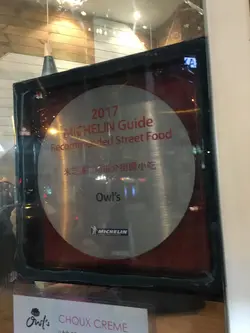 2017
MICHELIN Guide
Recommended Street Food
Owl's
MICHELIN
Owl's
CHOUX CREME